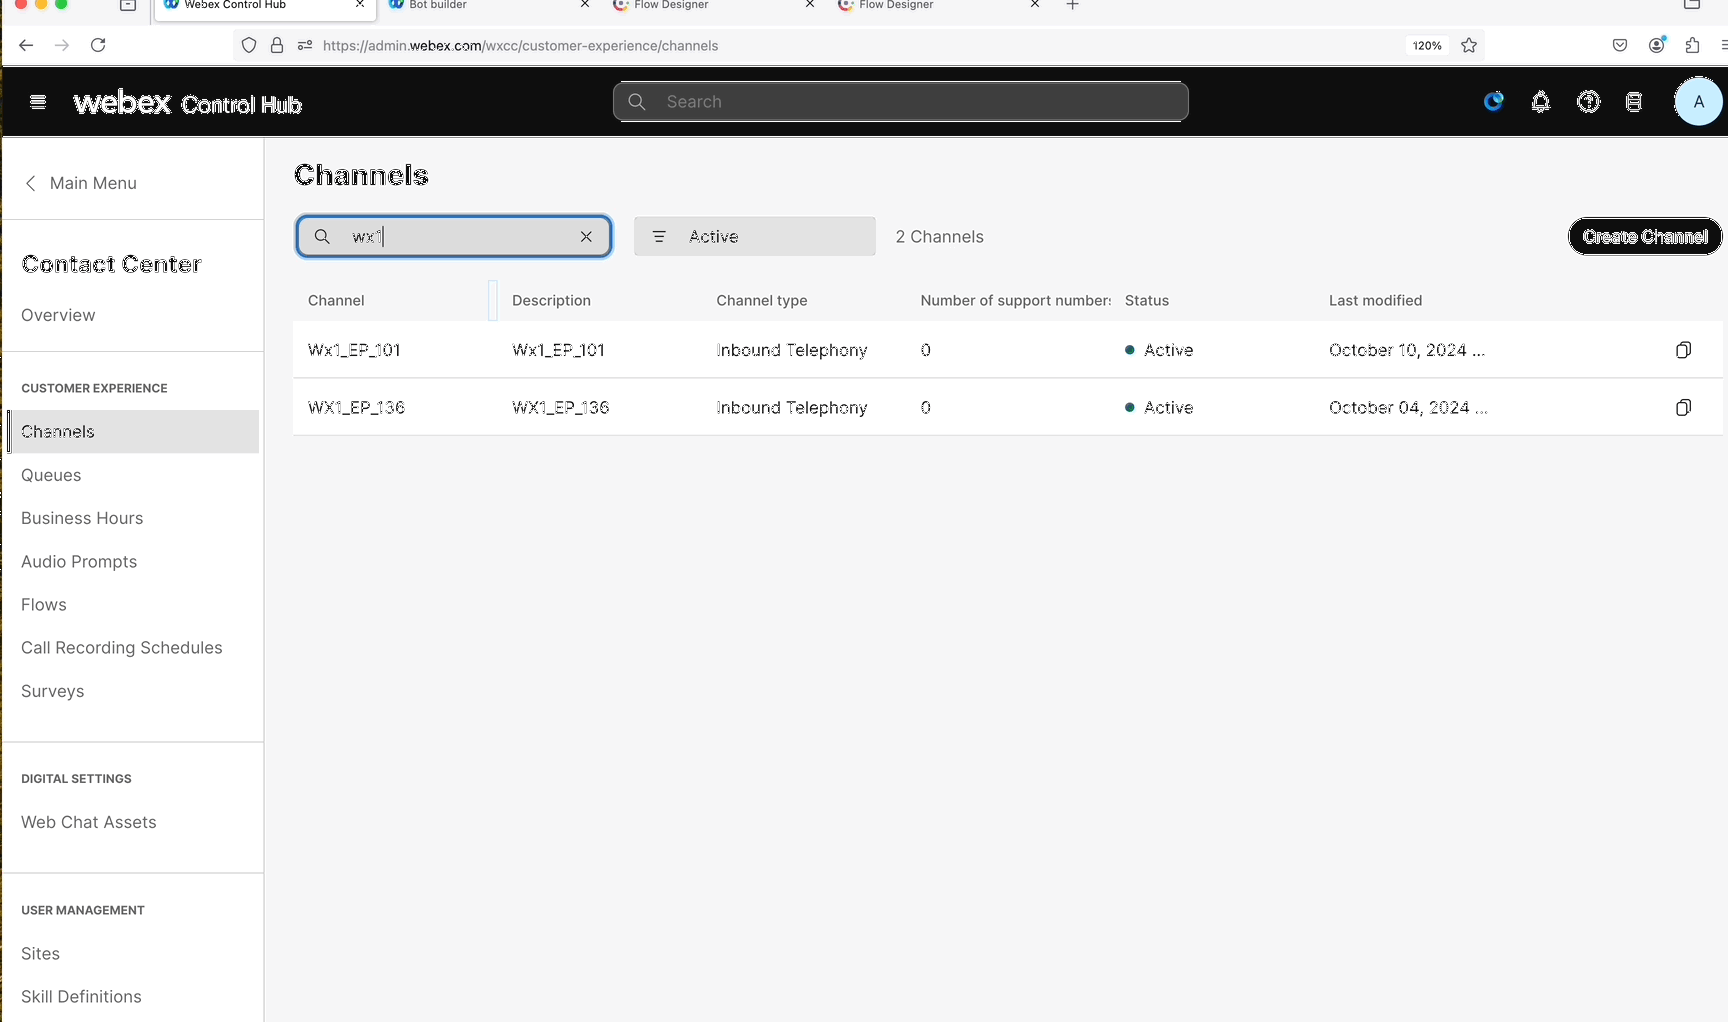 Webex Control Hub
Bot builder
Flow Designer
Flow Designer
https://admin.webex.com/wxcc/customer-experience/channels
120%
webex Control Hub
Search
A
Main Menu
Contact Center
Overview
CUSTOMER EXPERIENCE
Channels
Queues
Business Hours
Audio Prompts
Flows
Call Recording Schedules
Surveys
DIGITAL SETTINGS
Web Chat Assets
USER MANAGEMENT
Sites
Skill Definitions
Channels
wx1
Active
2 Channels
Create Channel
Channel Description Channel type Number of support numbers Status Last modified
Wx1_EP_101 Wx1_EP_101 Inbound Telephony 0 Active October 10, 2024 ...
WX1_EP_136 WX1_EP_136 Inbound Telephony 0 Active October 04, 2024 ...